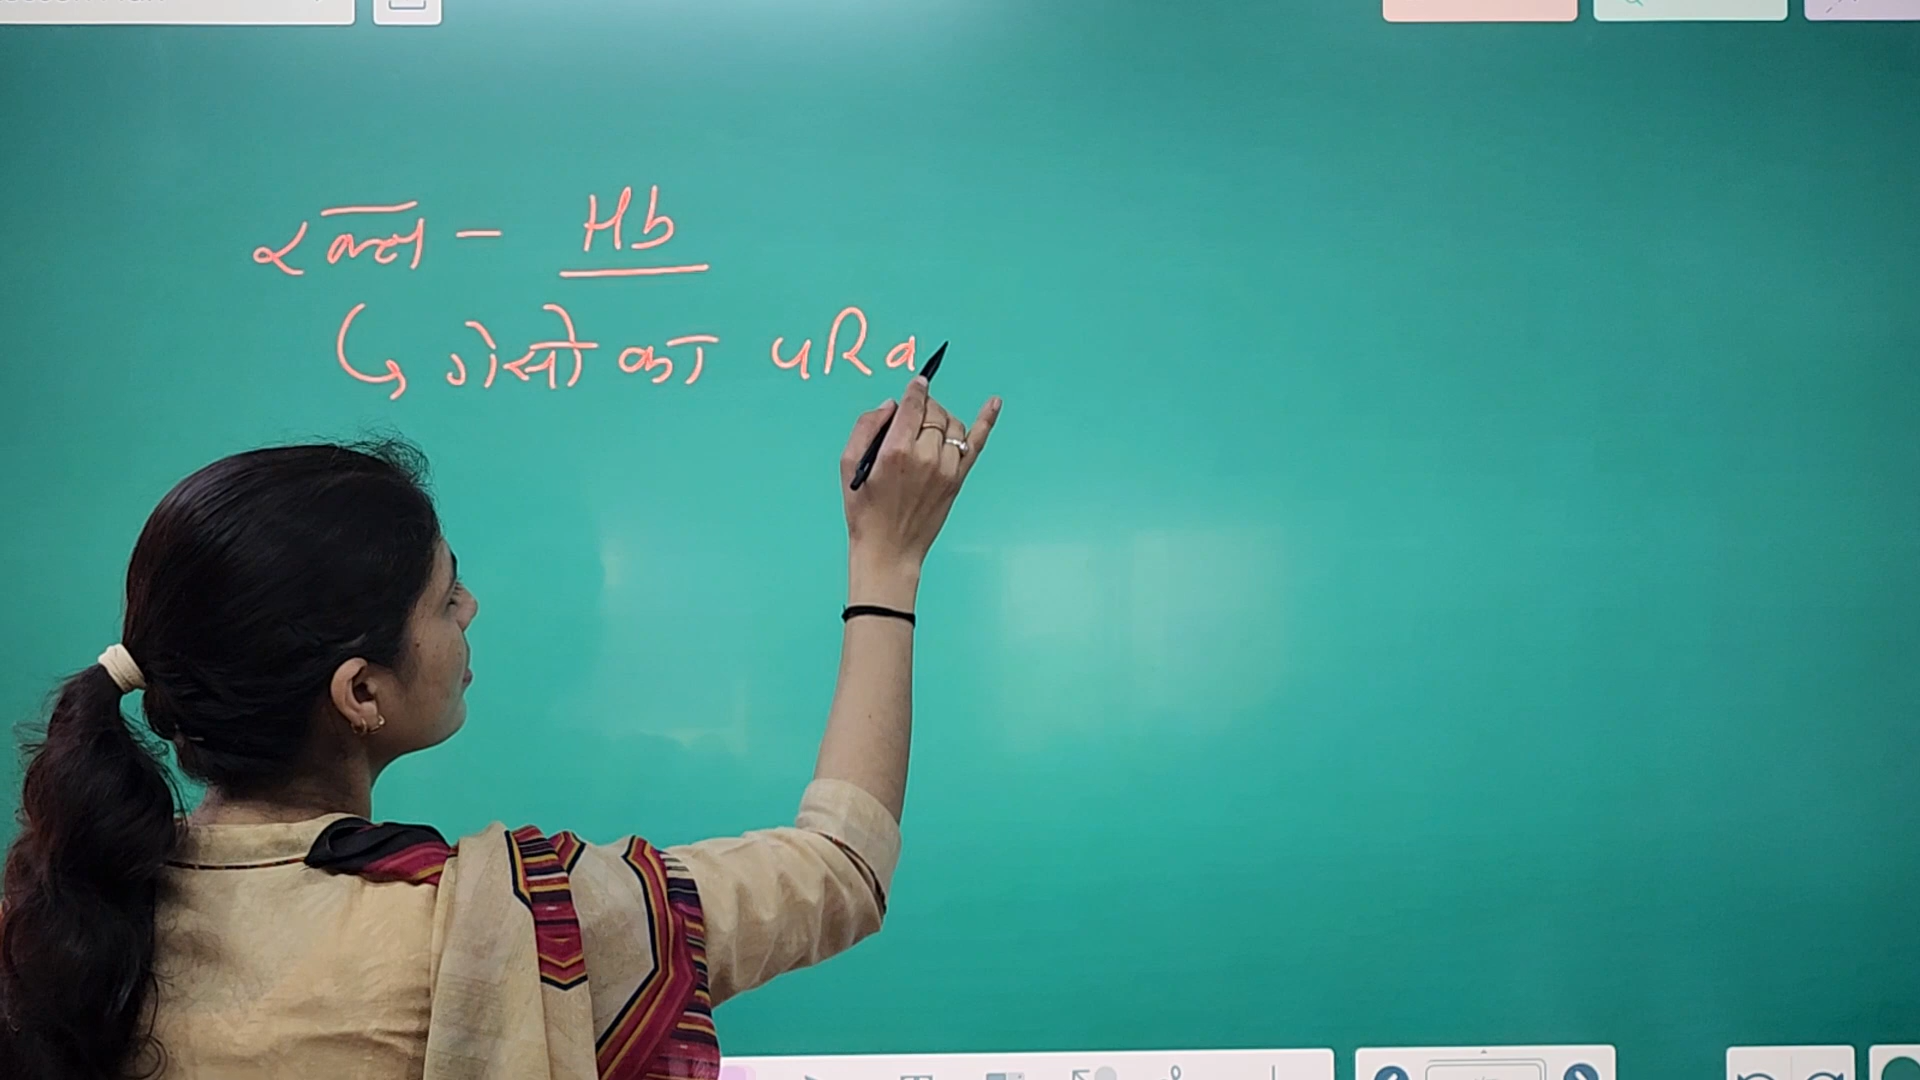 रक्त - Hb
↳ गैसो का परिव